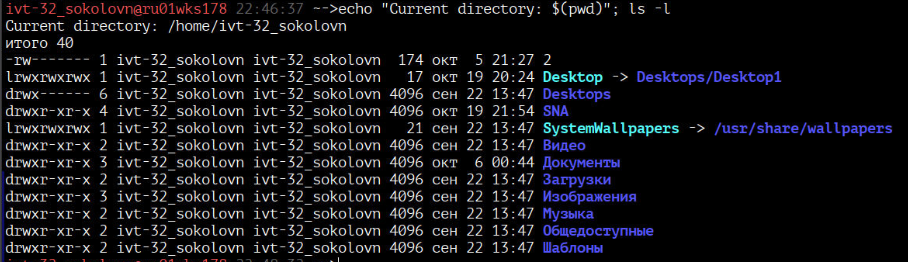 ivt-32_sokolovn@ru01wks178 22:46:37 ~->echo "Current directory: $(pwd)"; ls -l
Current directory: /home/ivt-32_sokolovn
итого 40
-rw------- 1 ivt-32_sokolovn ivt-32_sokolovn  174 окт  5 21:27 2
lrwxrwxrwx 1 ivt-32_sokolovn ivt-32_sokolovn   17 окт 19 20:24 Desktop -> Desktops/Desktop1
drwx------ 6 ivt-32_sokolovn ivt-32_sokolovn 4096 сен 22 13:47 Desktops
drwxr-xr-x 4 ivt-32_sokolovn ivt-32_sokolovn 4096 окт 19 21:54 SNA
lrwxrwxrwx 1 ivt-32_sokolovn ivt-32_sokolovn   21 сен 22 13:47 SystemWallpapers -> /usr/share/wallpapers
drwxr-xr-x 2 ivt-32_sokolovn ivt-32_sokolovn 4096 сен 22 13:47 Видео
drwxr-xr-x 3 ivt-32_sokolovn ivt-32_sokolovn 4096 окт  6 00:44 Документы
drwxr-xr-x 2 ivt-32_sokolovn ivt-32_sokolovn 4096 сен 22 13:47 Загрузки
drwxr-xr-x 3 ivt-32_sokolovn ivt-32_sokolovn 4096 сен 22 13:47 Изображения
drwxr-xr-x 2 ivt-32_sokolovn ivt-32_sokolovn 4096 сен 22 13:47 Музыка
drwxr-xr-x 2 ivt-32_sokolovn ivt-32_sokolovn 4096 сен 22 13:47 Общедоступные
drwxr-xr-x 2 ivt-32_sokolovn ivt-32_sokolovn 4096 сен 22 13:47 Шаблоны